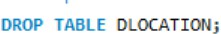 DROP TABLE DLOCATION;